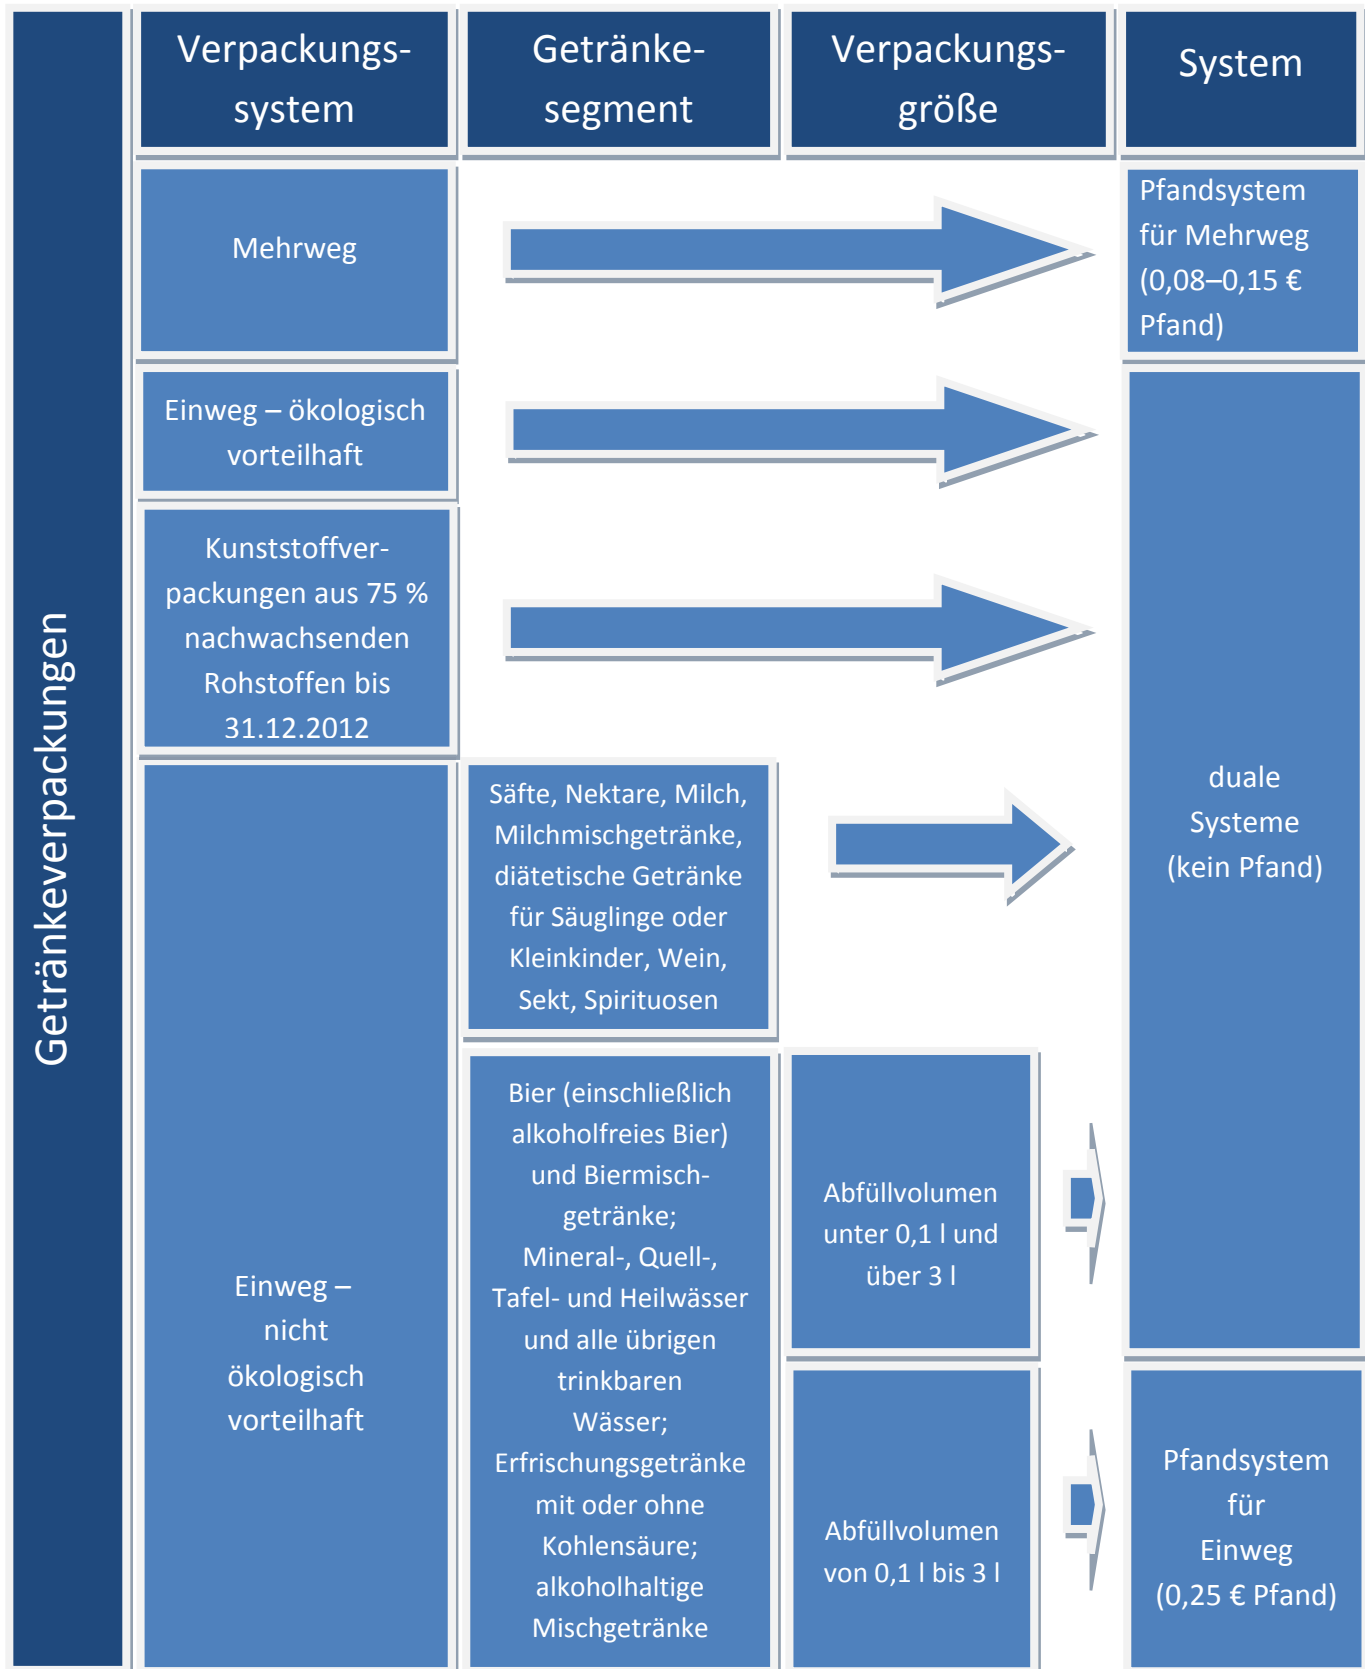 Getränkeverpackungen
Verpackungs-
system
Getränke-
segment
Verpackungs-
größe
System
Mehrweg
Pfandsystem
für Mehrweg
(0,08–0,15 €
Pfand)
Einweg – ökologisch
vorteilhaft
Kunststoffver-
packungen aus 75 %
nachwachsenden
Rohstoffen bis
31.12.2012
duale
Systeme
(kein Pfand)
Einweg –
nicht
ökologisch
vorteilhaft
Säfte, Nektare, Milch,
Milchmischgetränke,
diätetische Getränke
für Säuglinge oder
Kleinkinder, Wein,
Sekt, Spirituosen
Bier (einschließlich
alkoholfreies Bier)
und Biermisch-
getränke;
Mineral-, Quell-,
Tafel- und Heilwässer
und alle übrigen
trinkbaren
Wässer;
Erfrischungsgetränke
mit oder ohne
Kohlensäure;
alkoholhaltige
Mischgetränke
Abfüllvolumen
unter 0,1 l und
über 3 l
Abfüllvolumen
von 0,1 l bis 3 l
Pfandsystem
für
Einweg
(0,25 € Pfand)